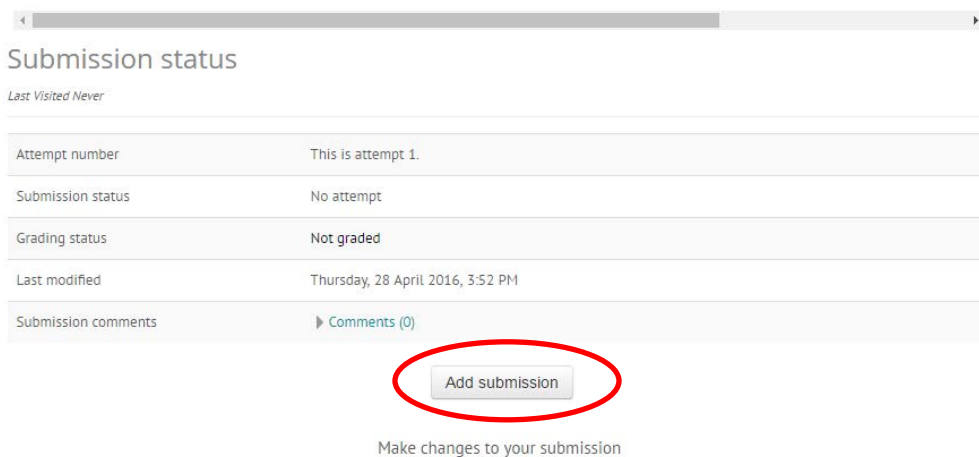 Submission status
Last Visited Never
Attempt number This is attempt 1.
Submission status No attempt
Grading status Not graded
Last modified Thursday, 28 April 2016, 3:52 PM
Submission comments Comments (0)
Add submission
Make changes to your submission